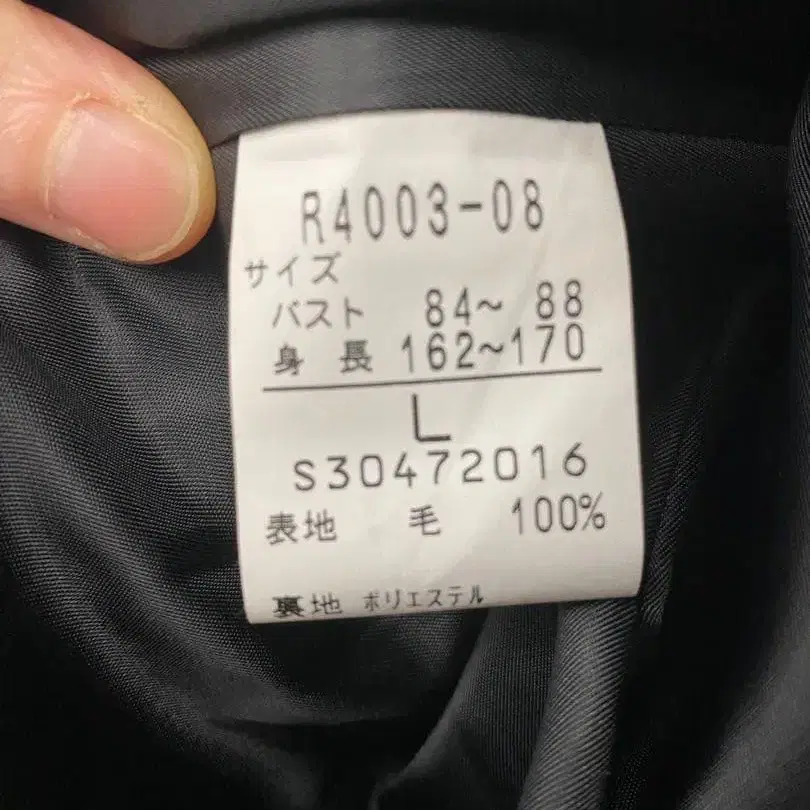 R4003-08
サイズ
バスト 84~ 88
身長 162~170
L
S30472016
表地 毛 100%
裏地 ポリエステル